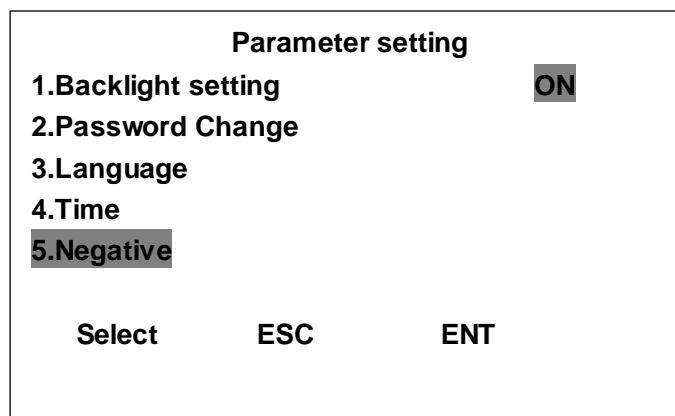 Parameter setting
1.Backlight setting ON
2.Password Change
3.Language
4.Time
5.Negative
Select ESC ENT